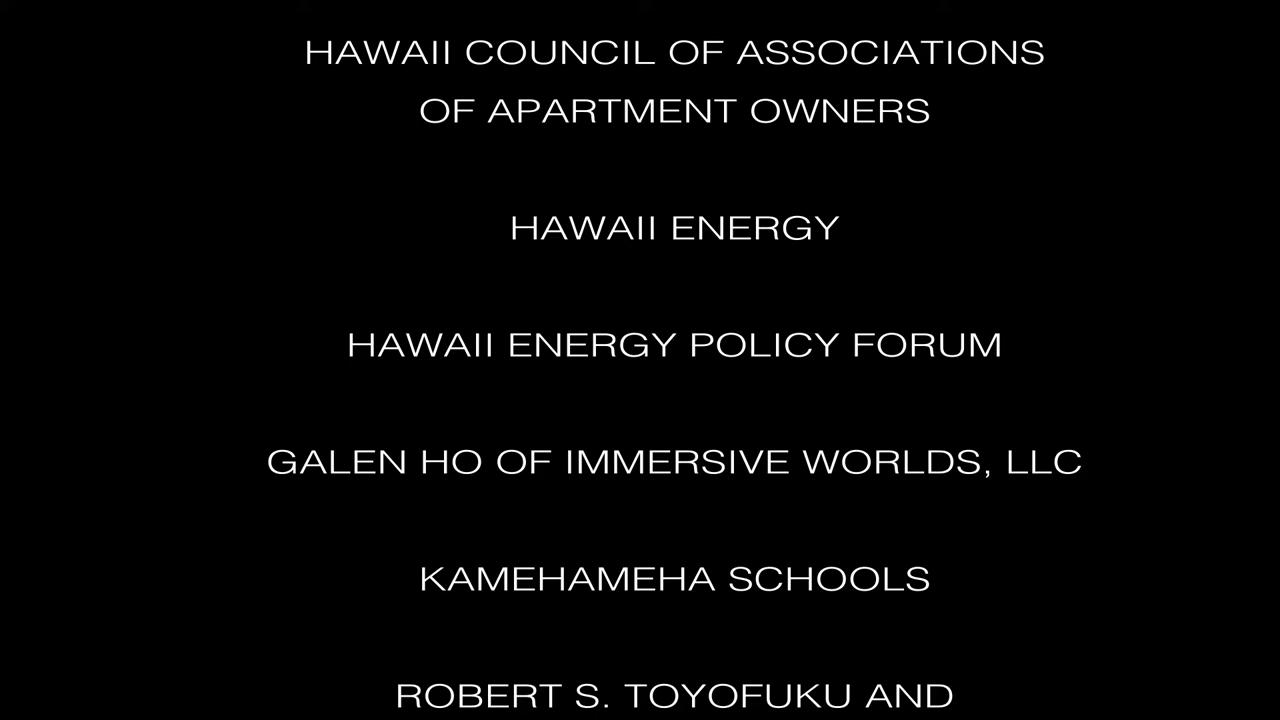 HAWAII COUNCIL OF ASSOCIATIONS
OF APARTMENT OWNERS
HAWAII ENERGY
HAWAII ENERGY POLICY FORUM
GALEN HO OF IMMERSIVE WORLDS, LLC
KAMEHAMEHA SCHOOLS
ROBERT S. TOYOFUKU AND